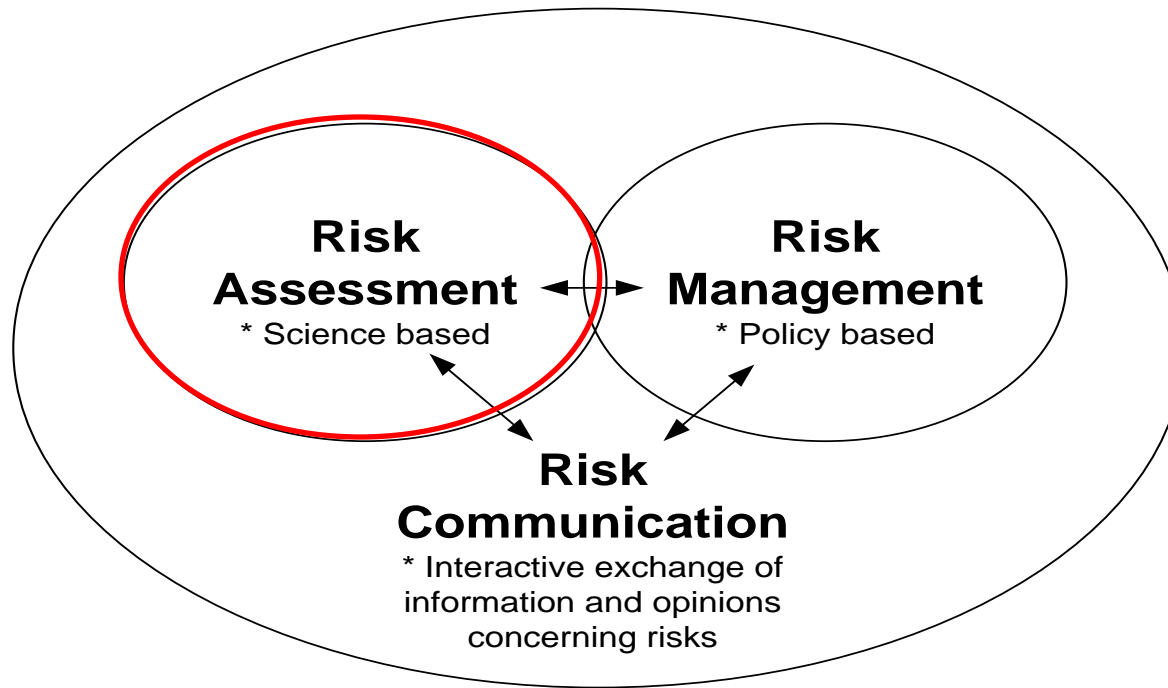 Risk
Assessment
* Science based
Risk
Management
* Policy based
Risk
Communication
* Interactive exchange of
information and opinions
concerning risks